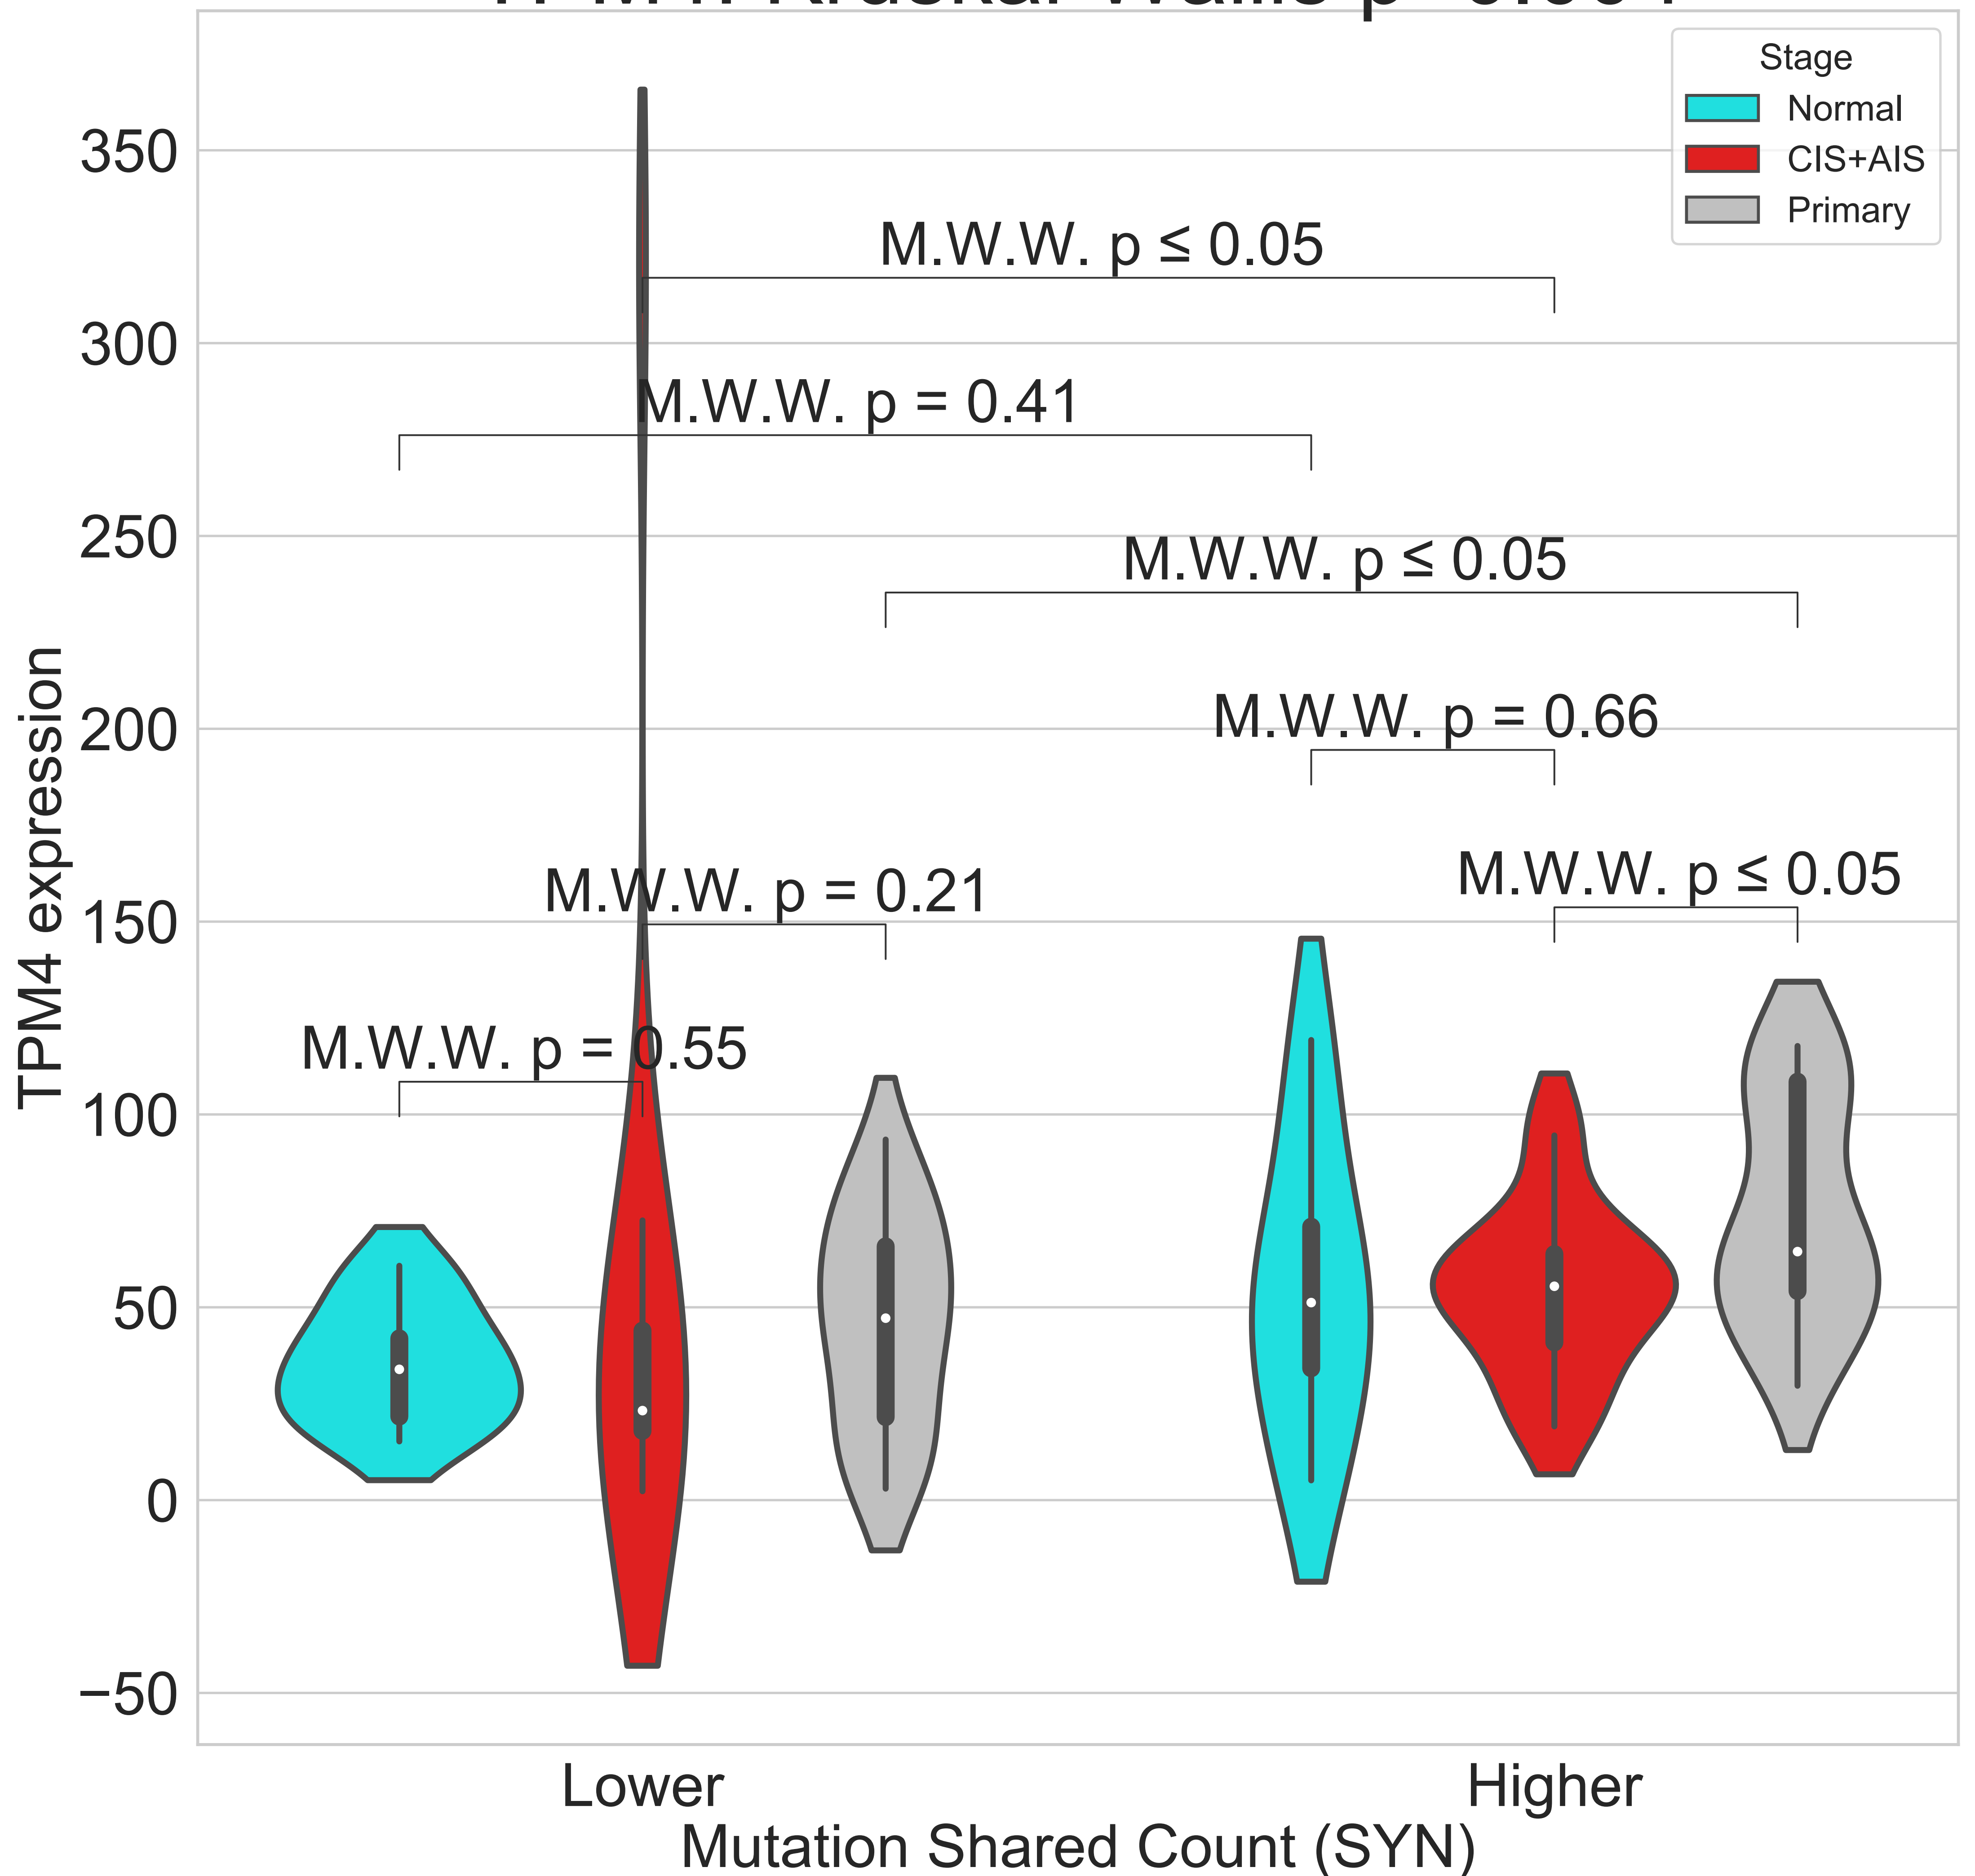 Stage
Normal
CIS+AIS
Primary
350
300
250
200
150
100
50
0
−50
TPM4 expression
M.W.W. p ≤ 0.05
M.W.W. p = 0.41
M.W.W. p ≤ 0.05
M.W.W. p = 0.66
M.W.W. p = 0.21
M.W.W. p ≤ 0.05
M.W.W. p = 0.55
Lower
Higher
Mutation Shared Count (SYN)